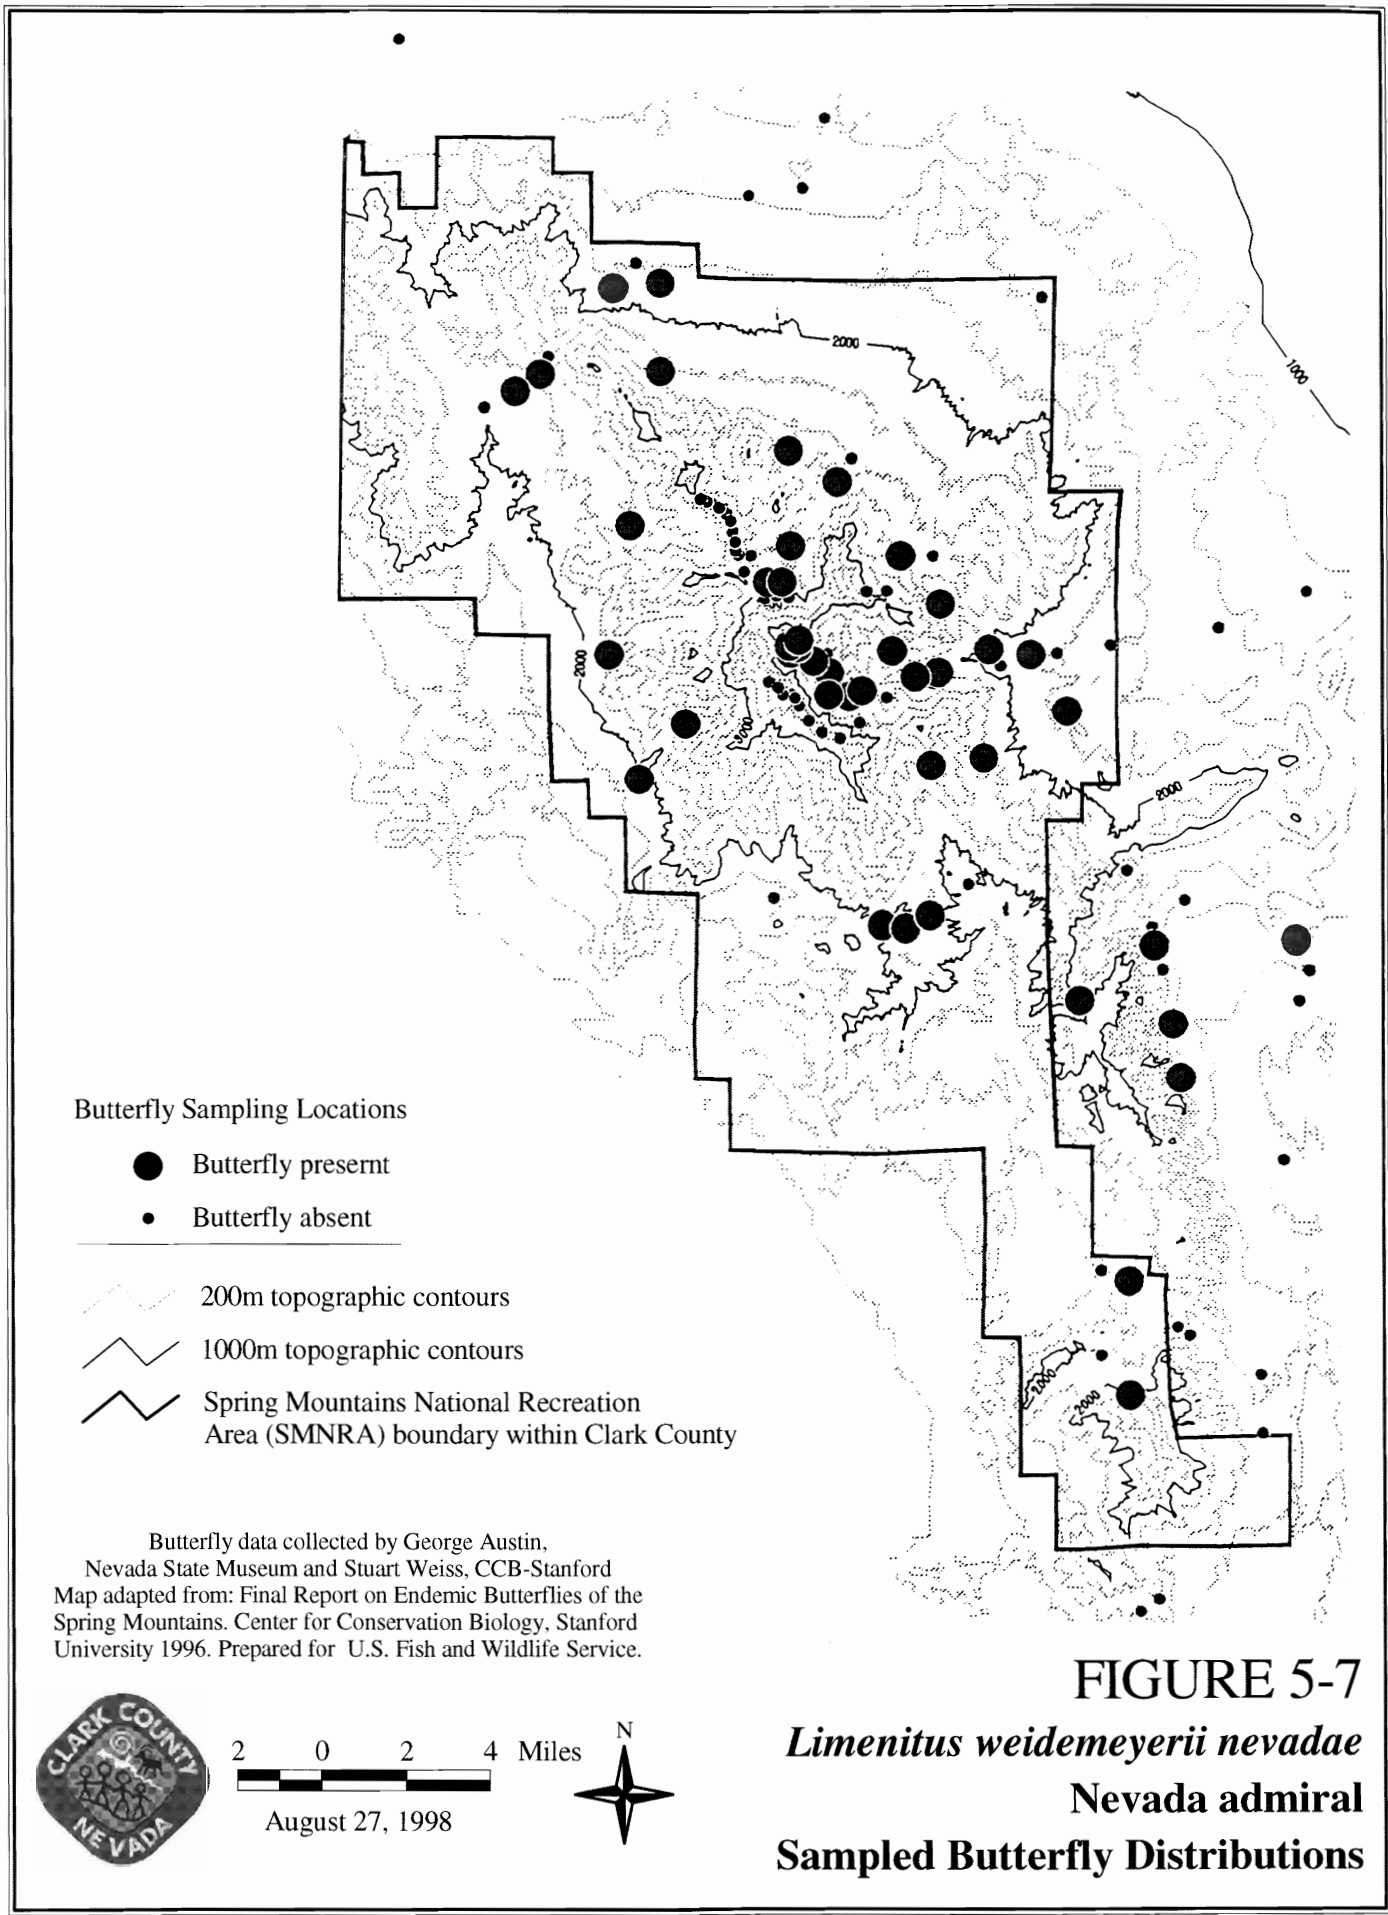 2000
1000
2000
3000
2000
2000
2000
Butterfly Sampling Locations
Butterfly presernt
Butterfly absent
200m topographic contours
1000m topographic contours
Spring Mountains National Recreation
Area (SMNRA) boundary within Clark County
Butterfly data collected by George Austin,
Nevada State Museum and Stuart Weiss, CCB-Stanford
Map adapted from: Final Report on Endemic Butterflies of the
Spring Mountains. Center for Conservation Biology, Stanford
University 1996. Prepared for U.S. Fish and Wildlife Service.
CLARK COUNTY
NEVADA
2 0 2 4 Miles
August 27, 1998
N
FIGURE 5-7
Limenitus weidemeyerii nevadae
Nevada admiral
Sampled Butterfly Distributions